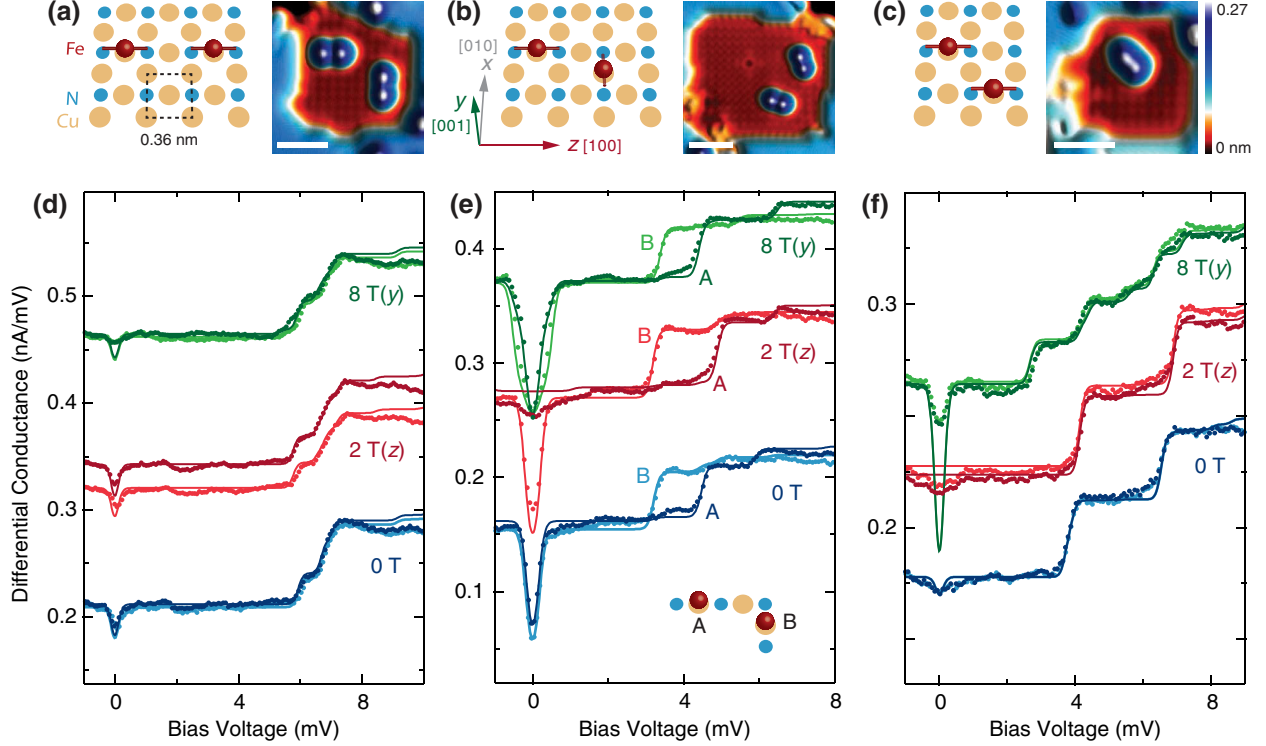 (a)
Fe
N
Cu
0.36 nm
(b)
[010]
x
y
[001]
z [100]
(c)
0.27
0 nm
(d)
Differential Conductance (nA/mV)
0.5
0.4
0.3
0.2
8 T(y)
2 T(z)
0 T
0
4
8
Bias Voltage (mV)
(e)
0.4
0.3
0.2
0.1
B
8 T(y)
A
B
2 T(z)
A
B
0 T
A
A
B
0
4
8
Bias Voltage (mV)
(f)
0.3
0.2
8 T(y)
2 T(z)
0 T
0
4
8
Bias Voltage (mV)